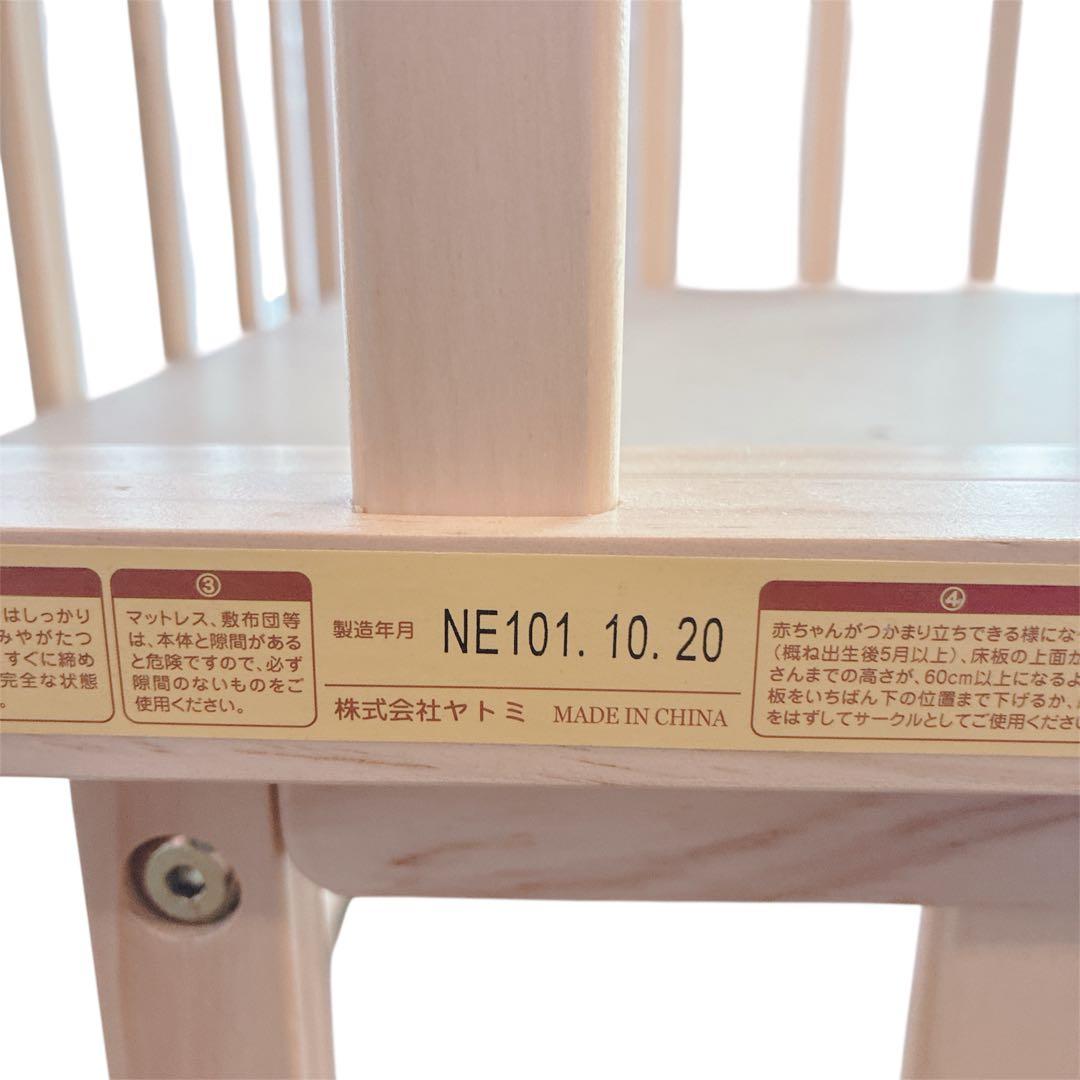 はしっかり
みやがたつ
すぐに締め
完全な状態
。
③
マットレス、敷布団等
は、本体と隙間がある
と危険ですので、必ず
隙間のないものをご
使用ください。
製造年月 NE101. 10. 20
株式会社ヤトミ MADE IN CHINA
④
赤ちゃんがつかまり立ちできる様にな
(概ね出生後5月以上)、床板の上面か
さんまでの高さが、60cm以上になるよ
板をいちばん下の位置まで下げるか、
をはずしてサークルとしてご使用くださ